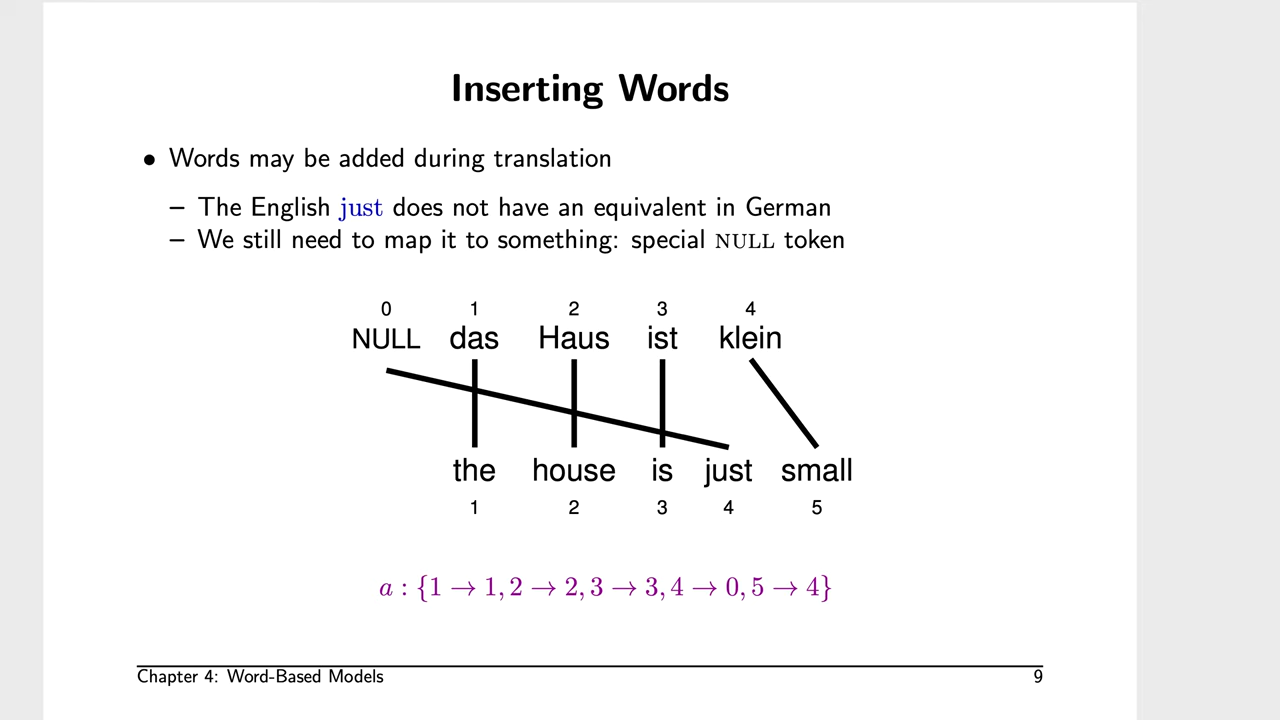 Inserting Words
• Words may be added during translation
– The English just does not have an equivalent in German
– We still need to map it to something: special NULL token
0 1 2 3 4
NULL das Haus ist klein
the house is just small
1 2 3 4 5
a : {1 → 1, 2 → 2, 3 → 3, 4 → 0, 5 → 4}
Chapter 4: Word-Based Models 9